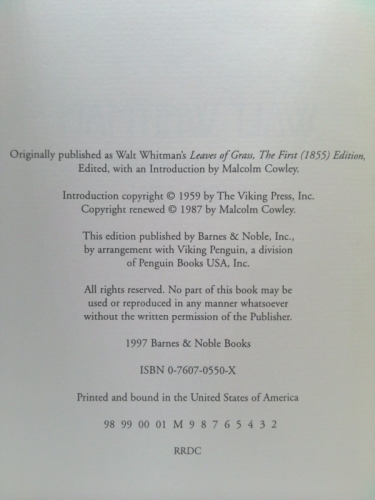 Originally published as Walt Whitman's Leaves of Grass, The First (1855) Edition,
Edited, with an Introduction by Malcolm Cowley.
Introduction copyright © 1959 by The Viking Press, Inc.
Copyright renewed © 1987 by Malcolm Cowley.
This edition published by Barnes & Noble, Inc.,
by arrangement with Viking Penguin, a division
of Penguin Books USA, Inc.
All rights reserved. No part of this book may be
used or reproduced in any manner whatsoever
without the written permission of the Publisher.
1997 Barnes & Noble Books
ISBN 0-7607-0550-X
Printed and bound in the United States of America
98 99 00 01 M 9 8 7 6 5 4 3 2
RRDC